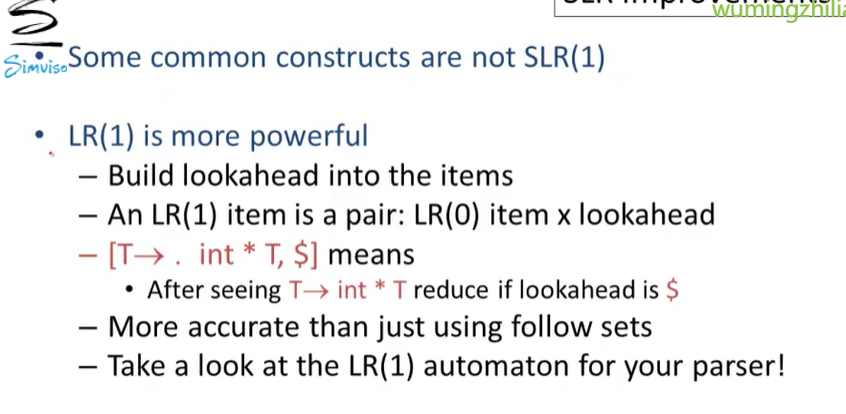 wumingzhilia
Simviso
• Some common constructs are not SLR(1)
• LR(1) is more powerful
– Build lookahead into the items
– An LR(1) item is a pair: LR(0) item x lookahead
– [T→ . int * T, $] means
• After seeing T→ int * T reduce if lookahead is $
– More accurate than just using follow sets
– Take a look at the LR(1) automaton for your parser!